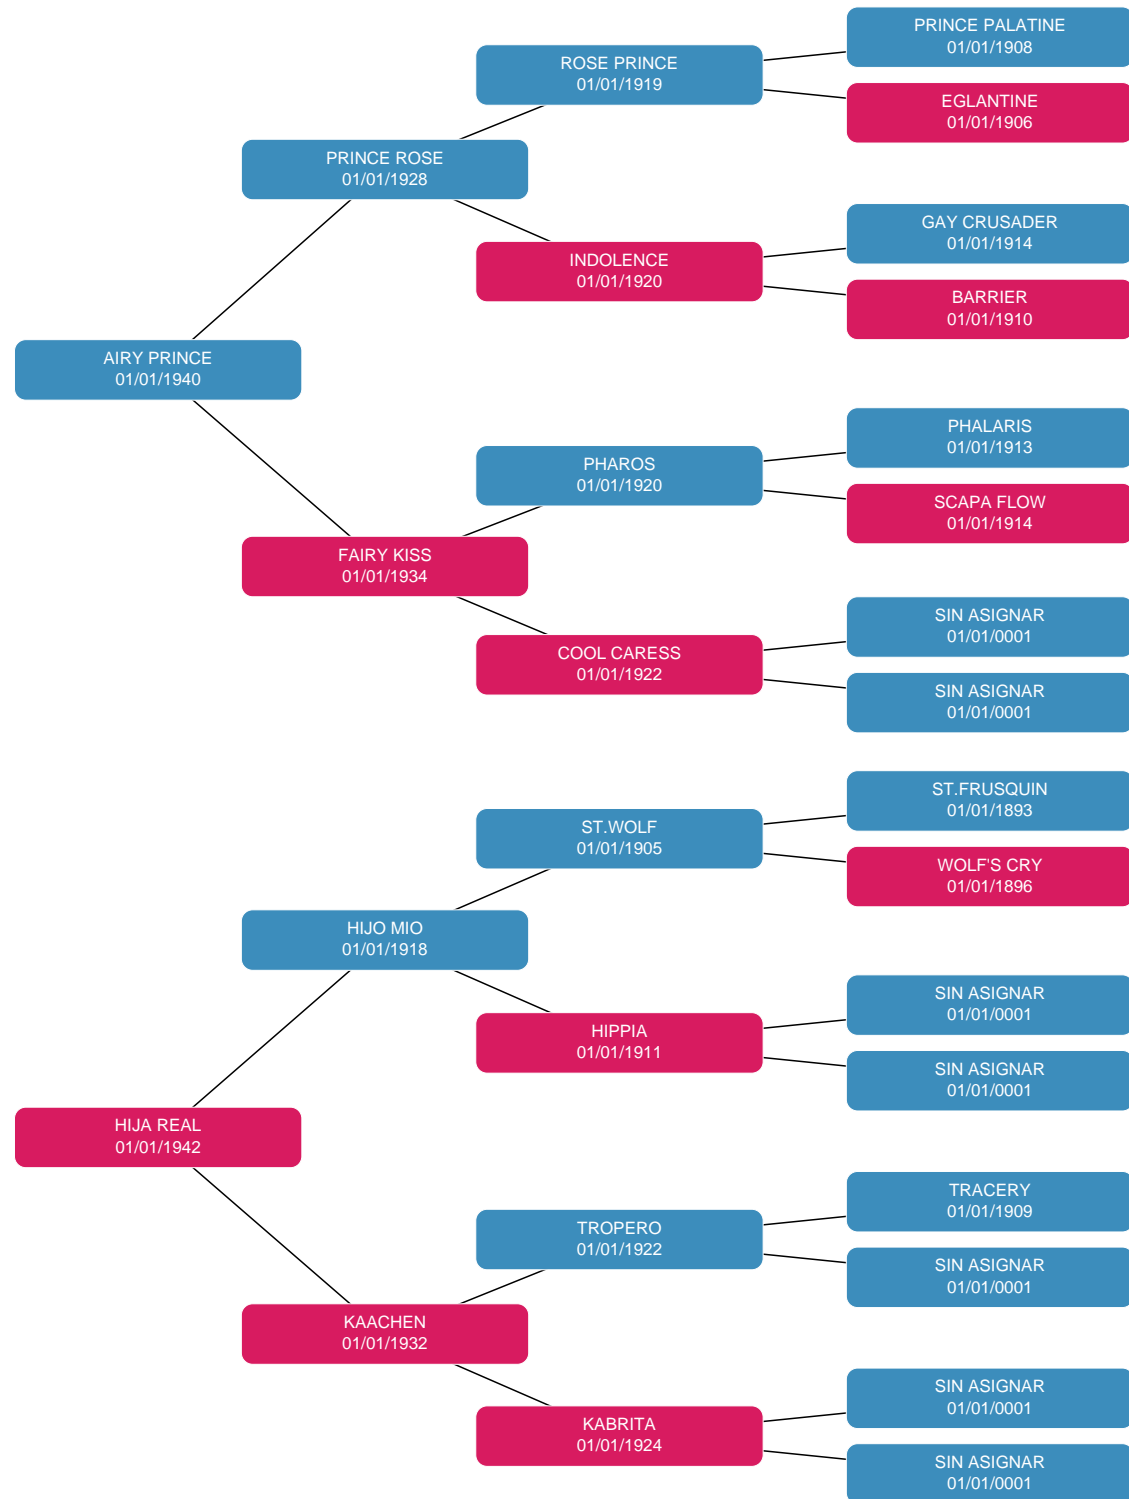 PRINCE PALATINE
01/01/1908
ROSE PRINCE
01/01/1919
EGLANTINE
01/01/1906
PRINCE ROSE
01/01/1928
GAY CRUSADER
01/01/1914
INDOLENCE
01/01/1920
BARRIER
01/01/1910
AIRY PRINCE
01/01/1940
PHALARIS
01/01/1913
PHAROS
01/01/1920
SCAPA FLOW
01/01/1914
FAIRY KISS
01/01/1934
SIN ASIGNAR
01/01/0001
COOL CARESS
01/01/1922
SIN ASIGNAR
01/01/0001
ST.FRUSQUIN
01/01/1893
ST.WOLF
01/01/1905
WOLF'S CRY
01/01/1896
HIJO MIO
01/01/1918
SIN ASIGNAR
01/01/0001
HIPPIA
01/01/1911
SIN ASIGNAR
01/01/0001
HIJA REAL
01/01/1942
TRACERY
01/01/1909
TROPERO
01/01/1922
SIN ASIGNAR
01/01/0001
KAACHEN
01/01/1932
SIN ASIGNAR
01/01/0001
KABRITA
01/01/1924
SIN ASIGNAR
01/01/0001